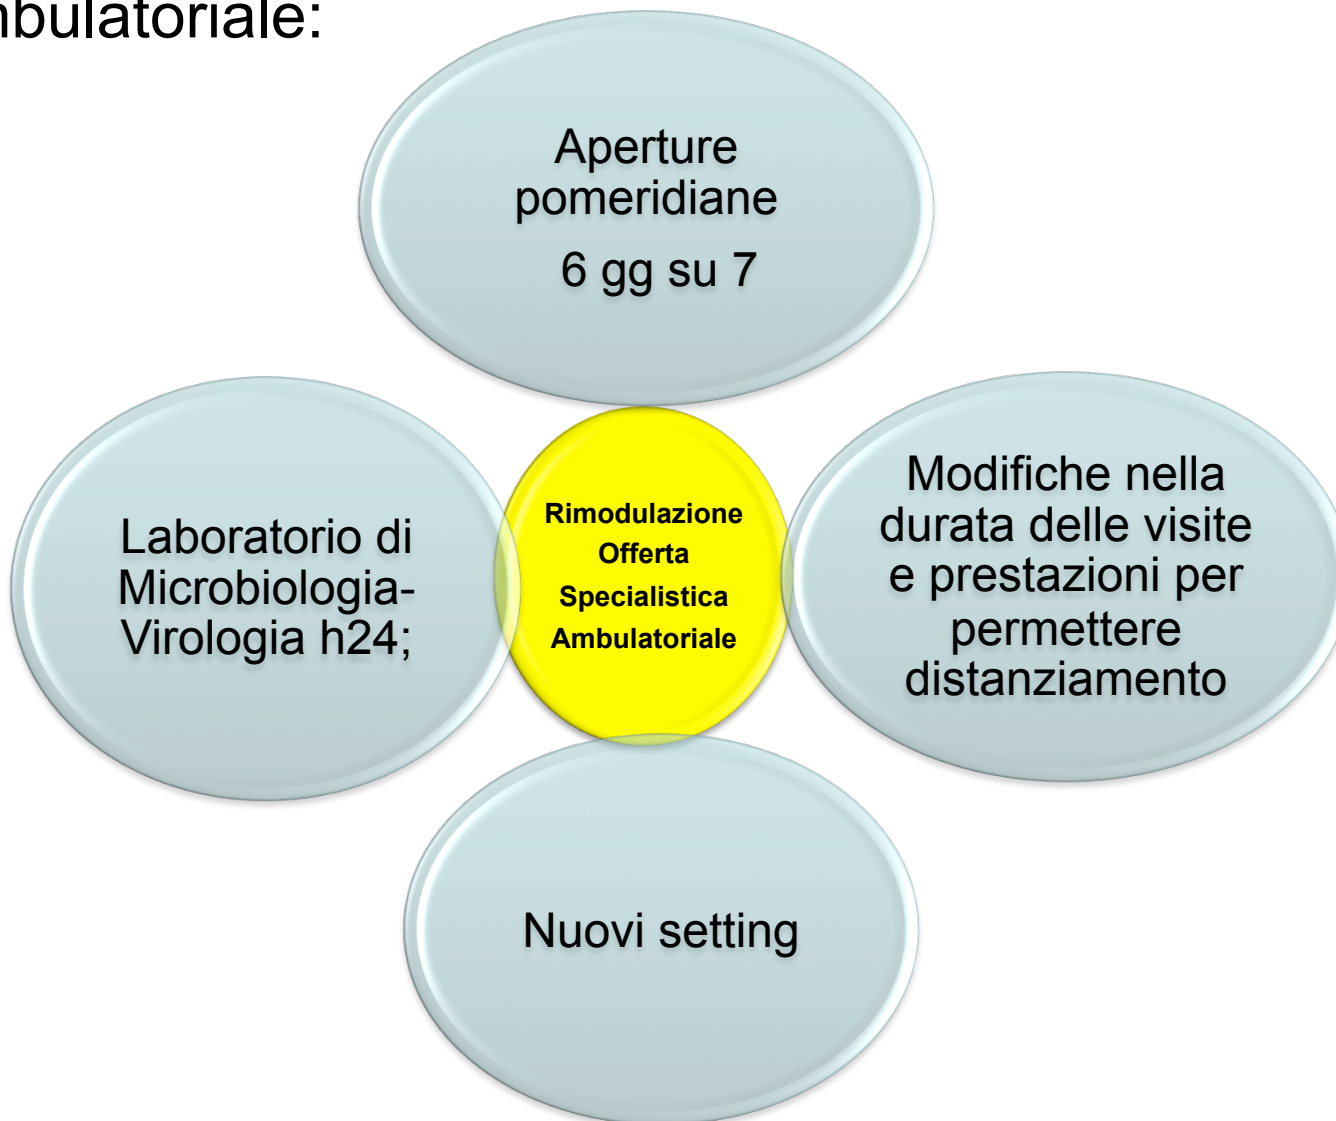 mbulatoriale:
Aperture
pomeridiane
6 gg su 7
Laboratorio di
Microbiologia-
Virologia h24;
Rimodulazione
Offerta
Specialistica
Ambulatoriale
Modifiche nella
durata delle visite
e prestazioni per
permettere
distanziamento
Nuovi setting